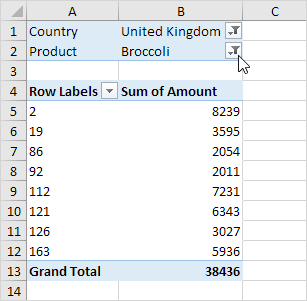 A B C
1 Country United Kingdom
2 Product Broccoli
3
4 Row Labels Sum of Amount
5 2 8239
6 19 3595
7 86 2054
8 92 2011
9 112 7231
10 121 6343
11 126 3027
12 163 5936
13 Grand Total 38436
14